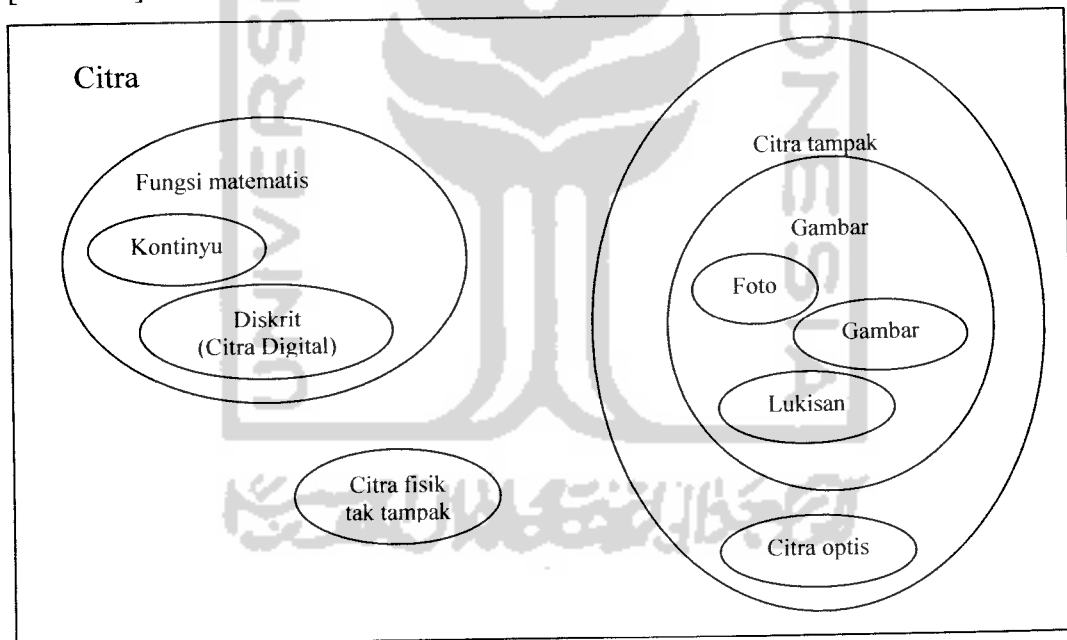 Citra
Citra tampak
Fungsi matematis
Gambar
Kontinyu
Foto
Diskrit
(Citra Digital)
Gambar
Lukisan
Citra fisik
tak tampak
Citra optis